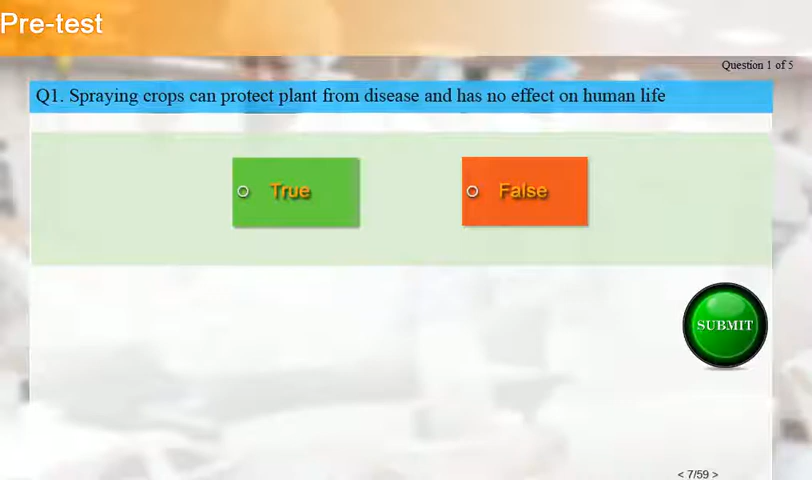 Pre-test
Question 1 of 5
Q1. Spraying crops can protect plant from disease and has no effect on human life
True
False
SUBMIT
< 7/59 >